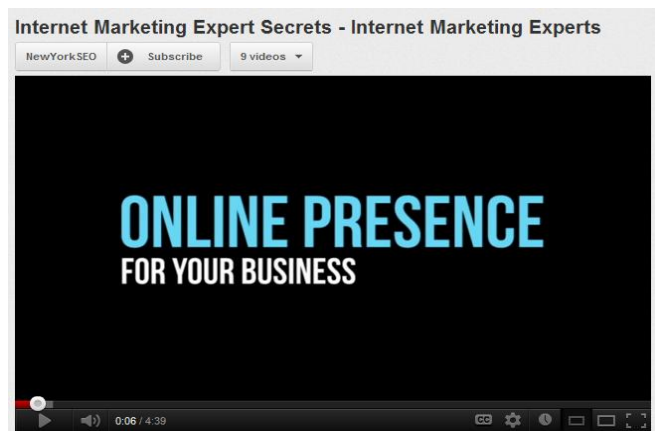 Internet Marketing Expert Secrets - Internet Marketing Experts
NewYorkSEO Subscribe 9 videos
ONLINE PRESENCE
FOR YOUR BUSINESS
0:06 / 4:39 CC